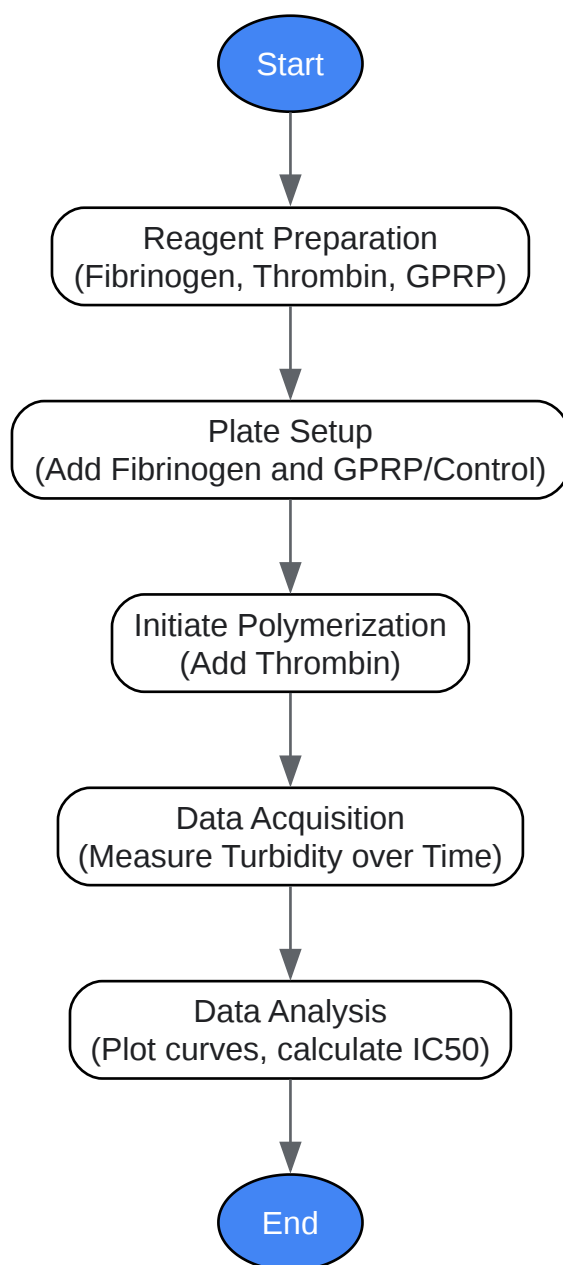 Start
Reagent Preparation
(Fibrinogen, Thrombin, GPRP)
Plate Setup
(Add Fibrinogen and GPRP/Control)
Initiate Polymerization
(Add Thrombin)
Data Acquisition
(Measure Turbidity over Time)
Data Analysis
(Plot curves, calculate IC50)
End